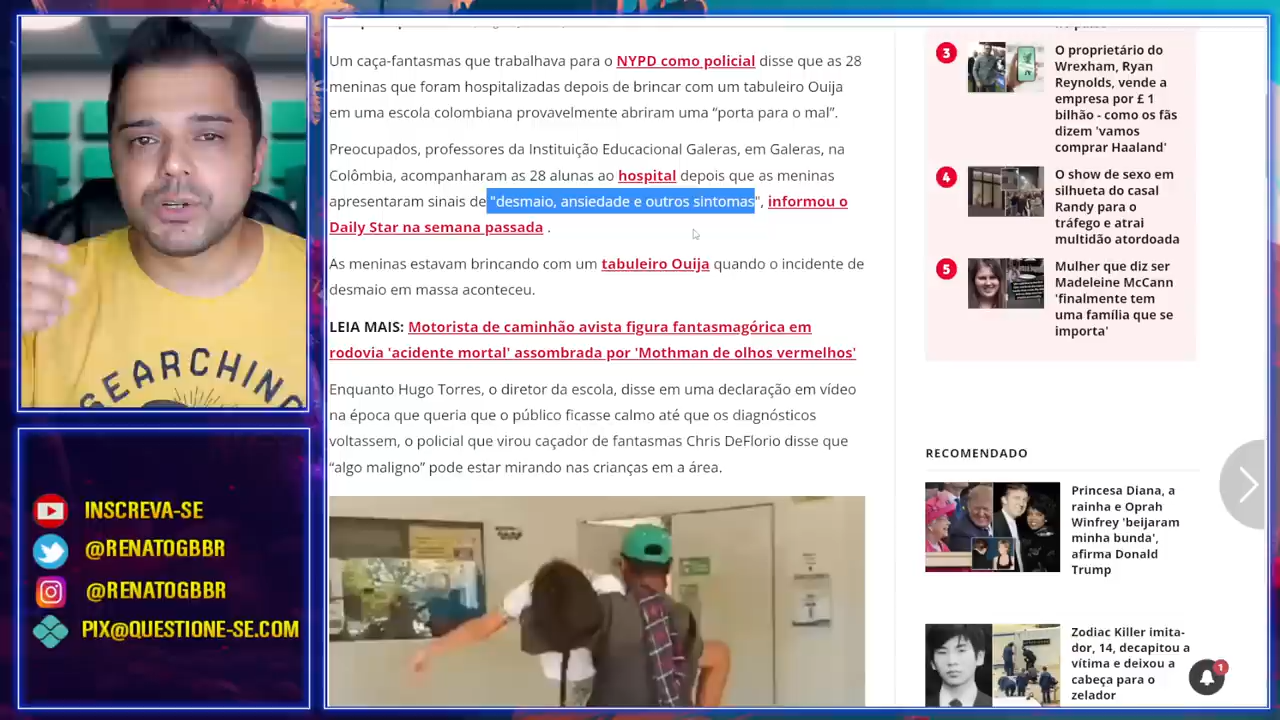 SEARCHING
INSCREVA-SE
@RENATOGBBR
@RENATOGBBR
PIX@QUESTIONE-SE.COM
Um caça-fantasmas que trabalhava para o NYPD como policial disse que as 28
meninas que foram hospitalizadas depois de brincar com um tabuleiro Ouija
em uma escola colombiana provavelmente abriram uma “porta para o mal”.
Preocupados, professores da Instituição Educacional Galeras, em Galeras, na
Colômbia, acompanharam as 28 alunas ao hospital depois que as meninas
apresentaram sinais de "desmaio, ansiedade e outros sintomas", informou o
Daily Star na semana passada .
As meninas estavam brincando com um tabuleiro Ouija quando o incidente de
desmaio em massa aconteceu.
LEIA MAIS: Motorista de caminhão avista figura fantasmagórica em
rodovia 'acidente mortal' assombrada por 'Mothman de olhos vermelhos'
Enquanto Hugo Torres, o diretor da escola, disse em uma declaração em vídeo
na época que queria que o público ficasse calmo até que os diagnósticos
voltassem, o policial que virou caçador de fantasmas Chris DeFlorio disse que
“algo maligno” pode estar mirando nas crianças em a área.
3
O proprietário do
Wrexham, Ryan
Reynolds, vende a
empresa por £ 1
bilhão - como os fãs
dizem 'vamos
comprar Haaland'
4
O show de sexo em
silhueta do casal
Randy para o
tráfego e atrai
multidão atordoada
5
Mulher que diz ser
Madeleine McCann
'finalmente tem
uma família que se
importa'
RECOMENDADO
Princesa Diana, a
rainha e Oprah
Winfrey 'beijaram
minha bunda',
afirma Donald
Trump
Zodiac Killer imita-
dor, 14, decapitou a
vítima e deixou a
cabeça para o
zelador
1